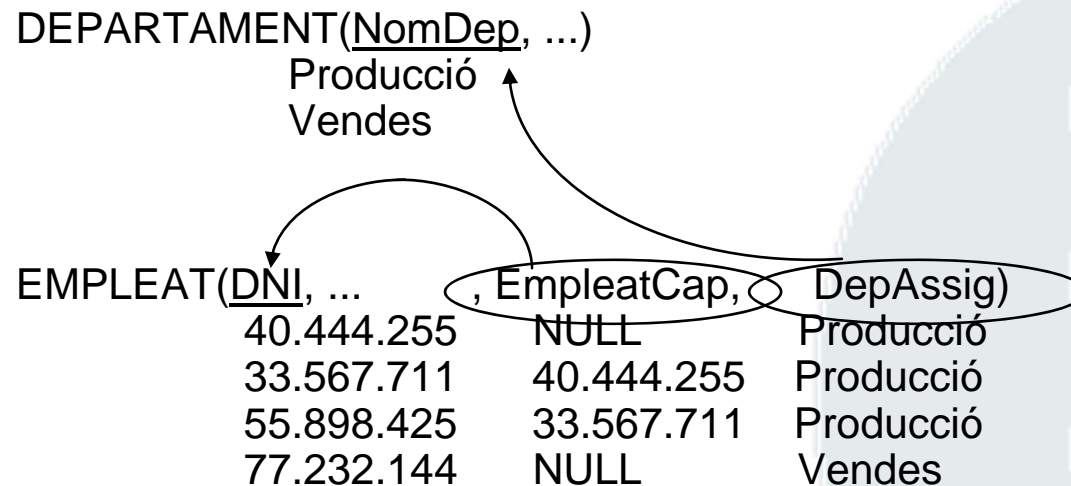 DEPARTAMENT(NomDep, ...)
Producció
Vendes
EMPLEAT(DNI, ... , EmpleatCap, DepAssig)
40.444.255 NULL Producció
33.567.711 40.444.255 Producció
55.898.425 33.567.711 Producció
77.232.144 NULL Vendes